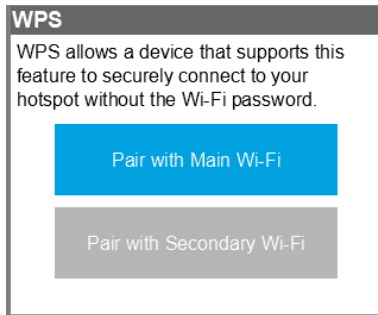 WPS
WPS allows a device that supports this
feature to securely connect to your
hotspot without the Wi-Fi password.
Pair with Main Wi-Fi
Pair with Secondary Wi-Fi